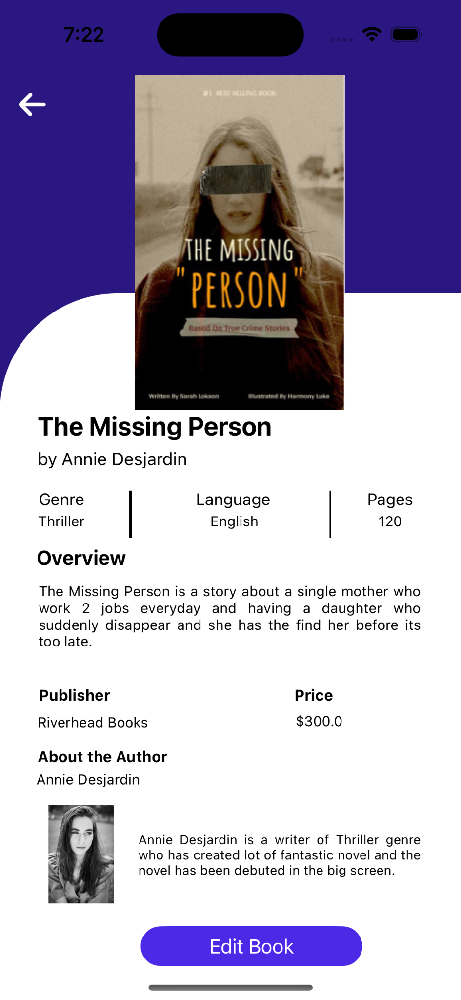 7:22
#1 BEST SELLING BOOK
THE MISSING
"PERSON"
Based On True Crime Stories
Written By Sarah Lokson Illustrated By Harmony Luke
The Missing Person
by Annie Desjardin
Genre Language Pages
Thriller English 120
Overview
The Missing Person is a story about a single mother who
work 2 jobs everyday and having a daughter who
suddenly disappear and she has the find her before its
too late.
Publisher Price
Riverhead Books $300.0
About the Author
Annie Desjardin
Annie Desjardin is a writer of Thriller genre
who has created lot of fantastic novel and the
novel has been debuted in the big screen.
Edit Book